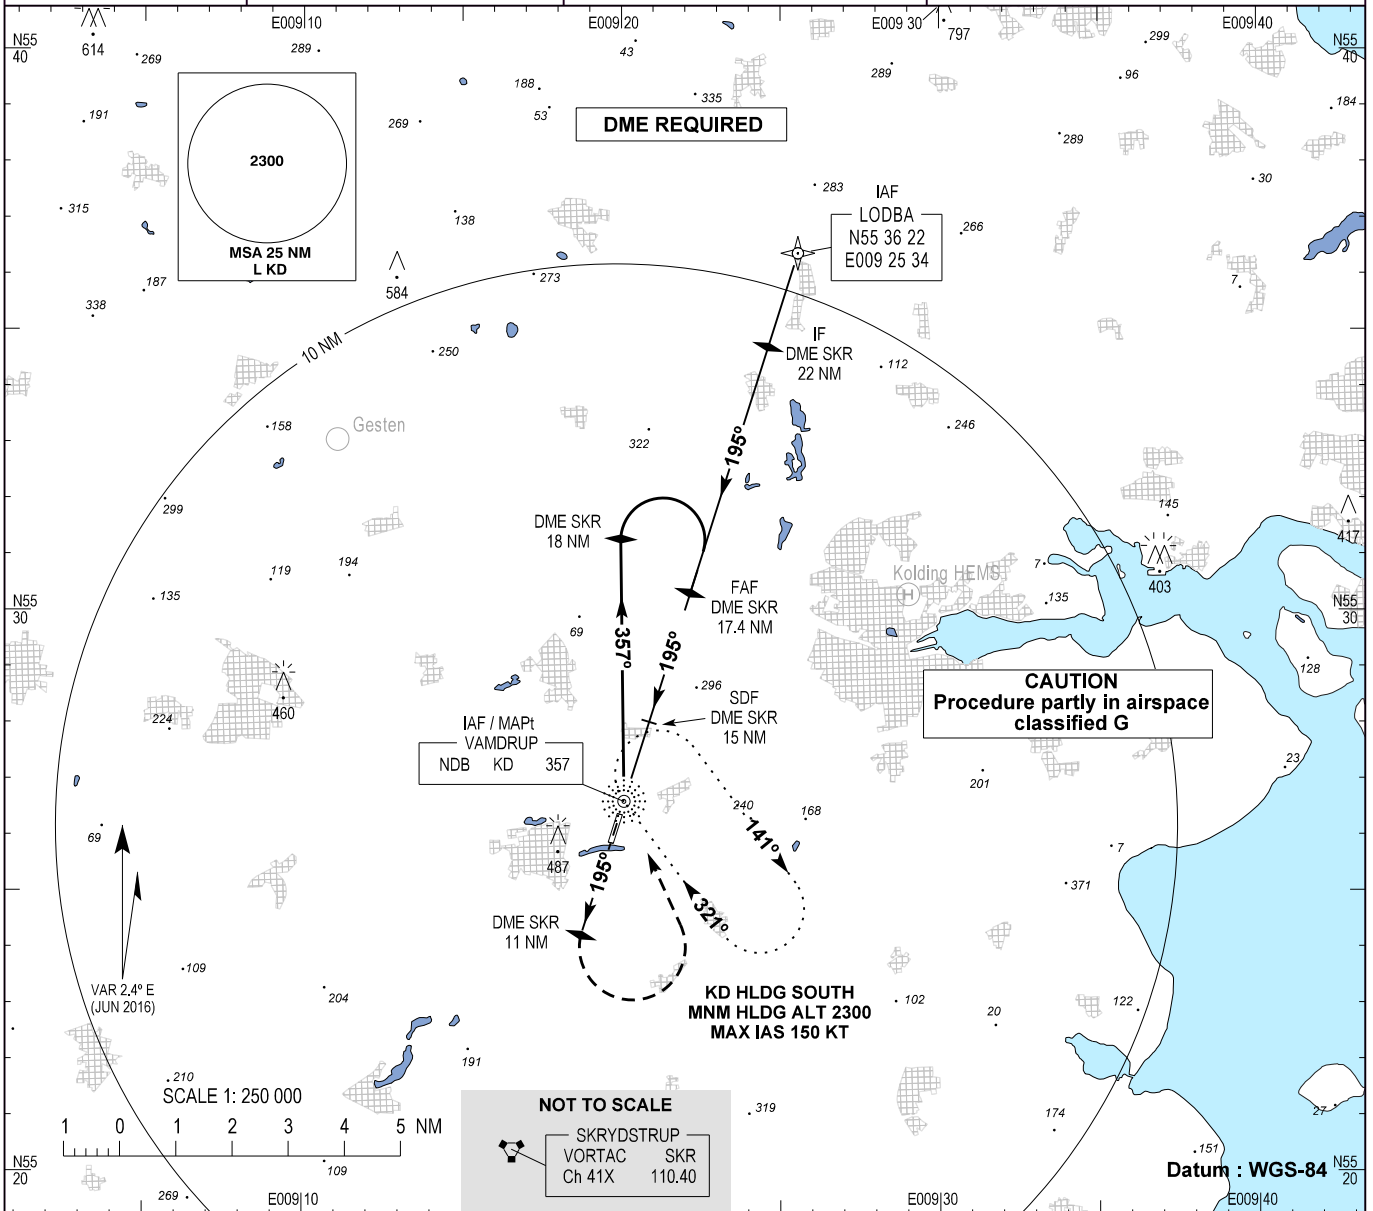 E009 10
E009 20
E009 30
E009 40
N55
40
N55
40
614
269
289
43
289
797
299
96
184
191
188
53
335
269
289
30
2300
MSA 25 NM
L KD
DME REQUIRED
315
138
283
266
187
338
584
273
7
IAF
LODBA
N55 36 22
E009 25 34
10 NM
250
IF
DME SKR
22 NM
112
158
Gesten
322
195º
246
299
145
417
DME SKR
18 NM
194
119
135
Kolding HEMS
H
7
135
403
FAF
DME SKR
17.4 NM
N55
30
N55
30
69
357º
195º
296
128
460
224
SDF
DME SKR
15 NM
CAUTION
Procedure partly in airspace
classified G
IAF / MAPt
VAMDRUP
NDB KD 357
201
23
240
168
141º
69
487
7
195º
371
321º
DME SKR
11 NM
VAR 2.4º E
(JUN 2016)
109
204
KD HLDG SOUTH
MNM HLDG ALT 2300
MAX IAS 150 KT
102
20
122
191
210
SCALE 1: 250 000
1 0 1 2 3 4 5 NM
319
174
27
151
109
269
NOT TO SCALE
SKRYDSTRUP
VORTAC SKR
Ch 41X 110.40
N55
20
N55
20
Datum : WGS-84
E009 10
E009 30
E009 40